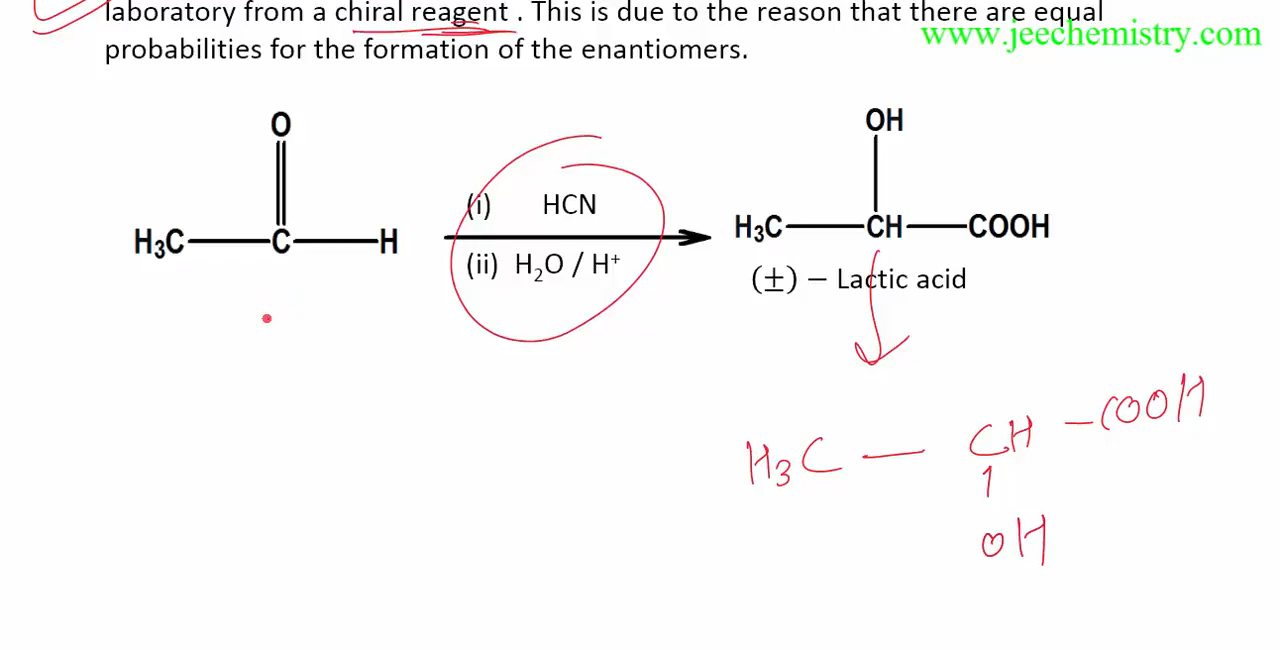 laboratory from a chiral reagent . This is due to the reason that there are equal
probabilities for the formation of the enantiomers.
www.jeechemistry.com
O
H₃C C H
(i) HCN
(ii) H₂O / H⁺
OH
H₃C CH COOH
(±) – Lactic acid
H₃C — CH – COOH
OH